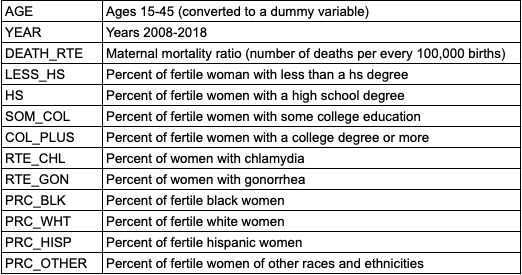 AGE Ages 15-45 (converted to a dummy variable)
YEAR Years 2008-2018
DEATH_RTE Maternal mortality ratio (number of deaths per every 100,000 births)
LESS_HS Percent of fertile woman with less than a hs degree
HS Percent of fertile women with a high school degree
SOM_COL Percent of fertile women with some college education
COL_PLUS Percent of fertile women with a college degree or more
RTE_CHL Percent of women with chlamydia
RTE_GON Percent of women with gonorrhea
PRC_BLK Percent of fertile black women
PRC_WHT Percent of fertile white women
PRC_HISP Percent of fertile hispanic women
PRC_OTHER Percent of fertile women of other races and ethnicities